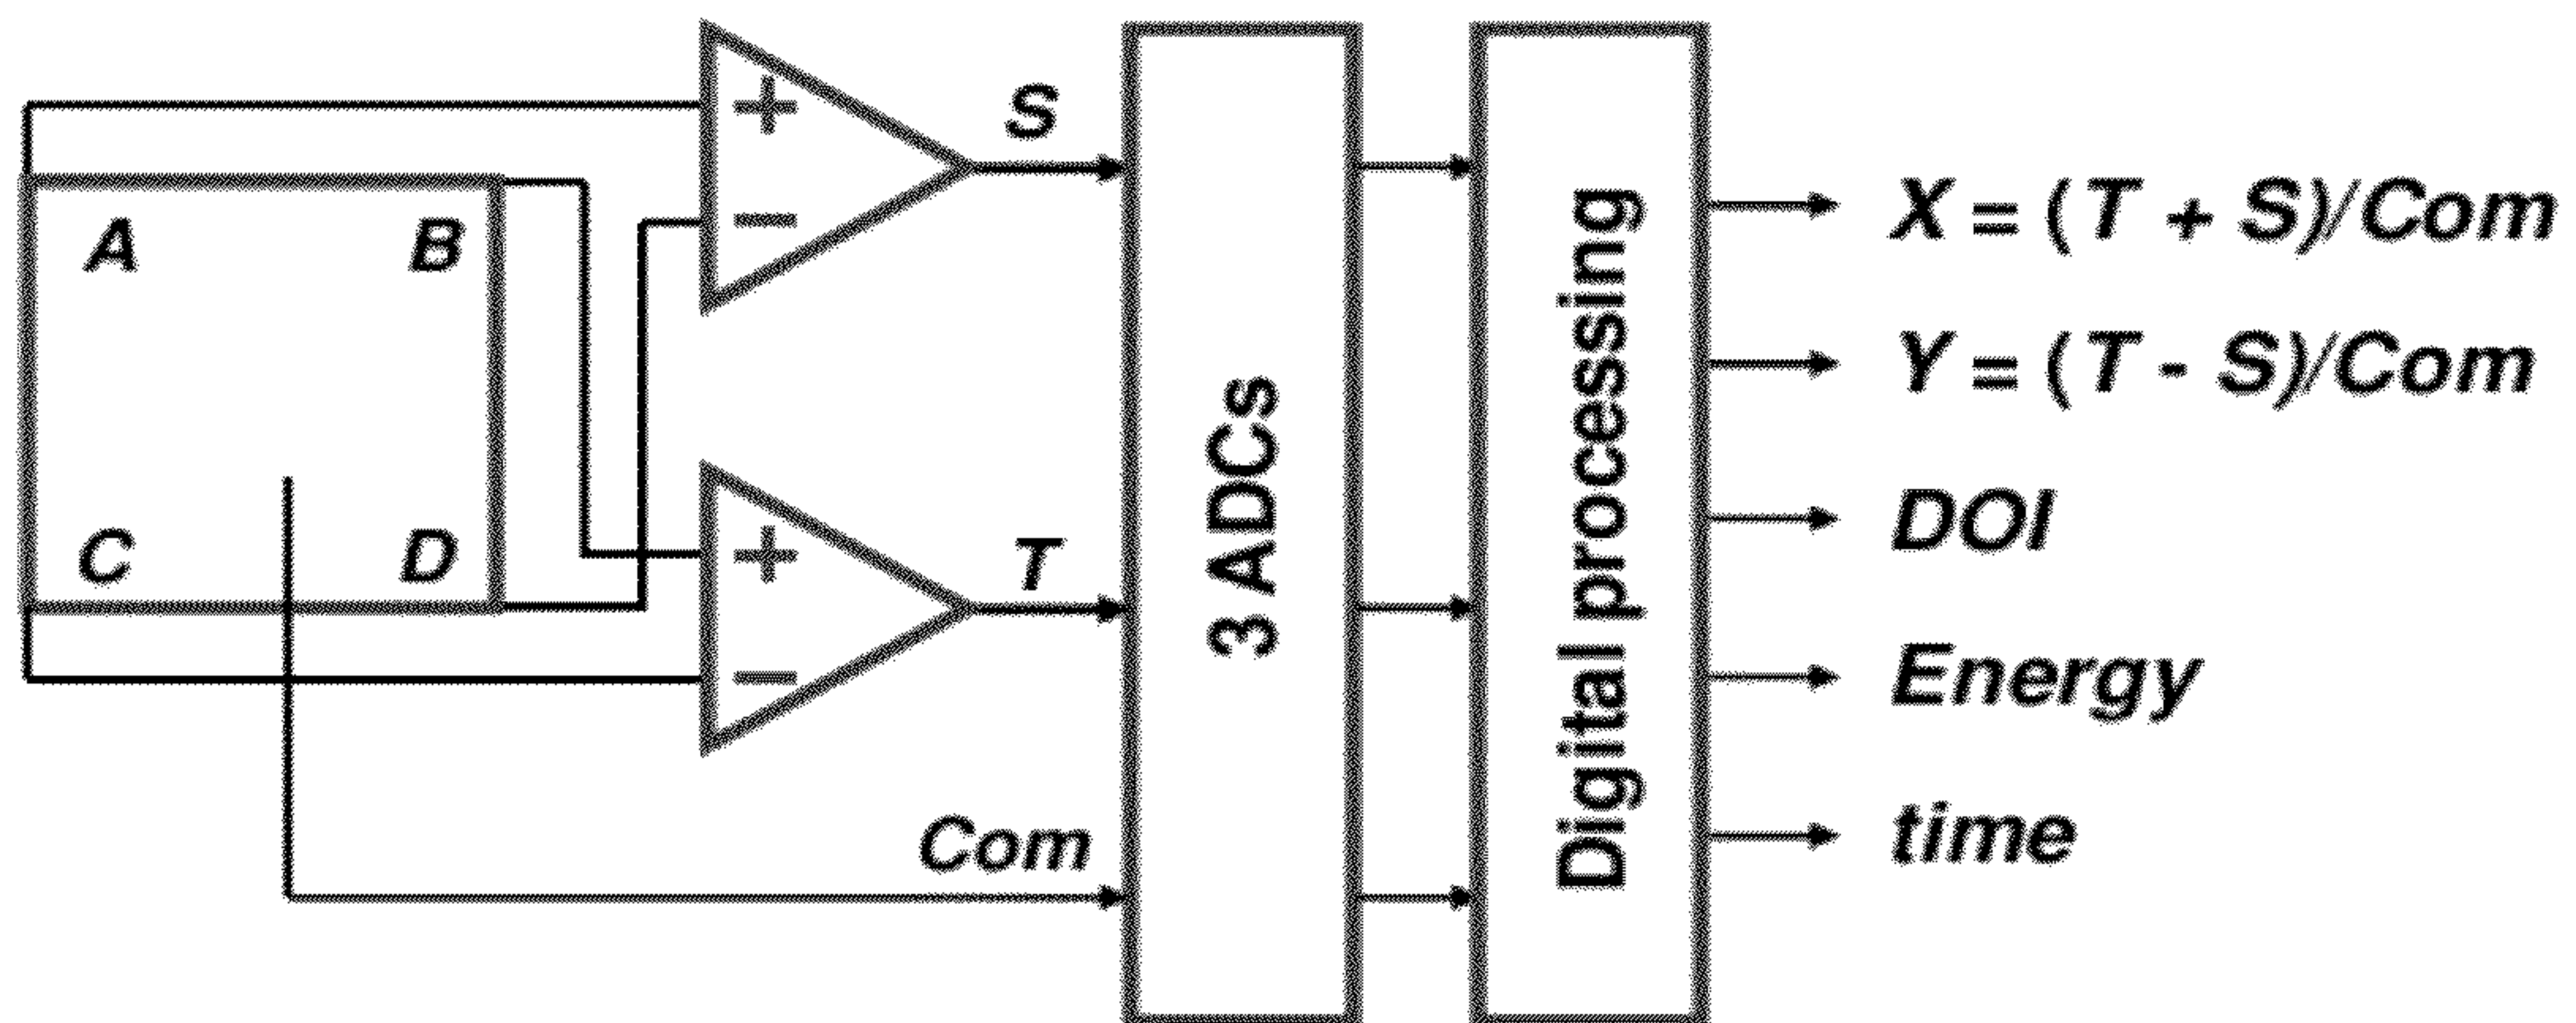 A B
C D
+
−
S
+
−
T
Com
3 ADCs
Digital processing
X = (T + S)/Com
Y = (T - S)/Com
DOI
Energy
time